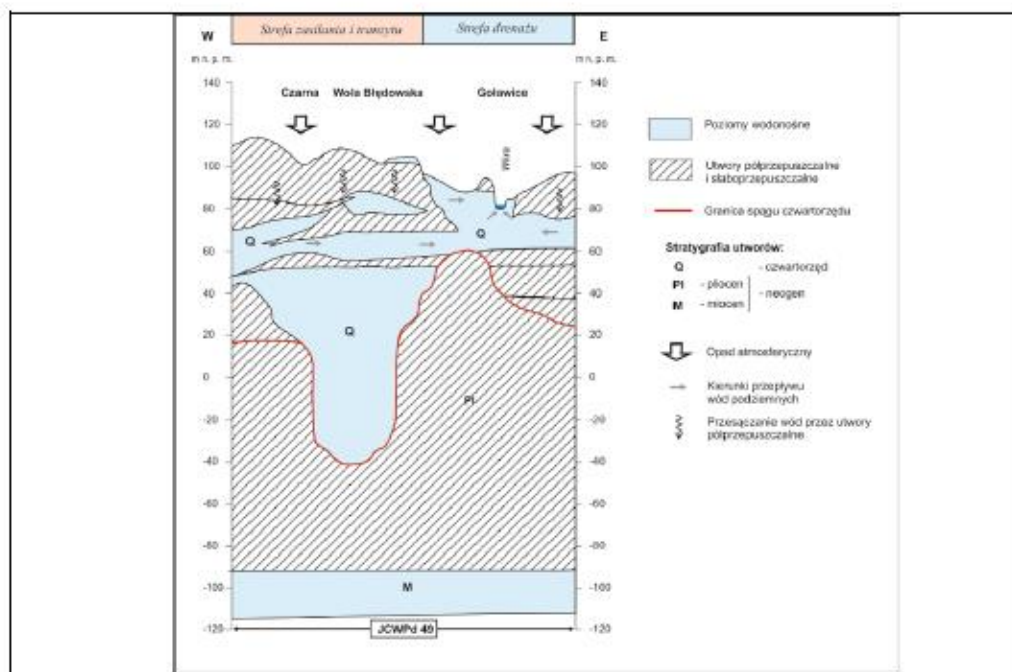 Strefa zasilania i tranzytu
Strefa drenażu
W
E
m n. p. m.
m n. p. m.
140
120
100
80
60
40
20
0
-20
-40
-60
-80
-100
-120
140
120
100
80
60
40
20
0
-20
-40
-60
-80
-100
-120
Czarna
Wola Błędowska
Goławice
Wkra
Q
Q
Q
Pl
M
JCWPd 49
Poziomy wodonośne
Utwory półprzepuszczalne
i słaboprzepuszczalne
Granica spągu czwartorzędu
Stratygrafia utworów:
Q - czwartorzęd
Pl - pliocen
- neogen
M - miocen
Opad atmosferyczny
Kierunki przepływu
wód podziemnych
Przesączanie wód przez utwory
półprzepuszczalne